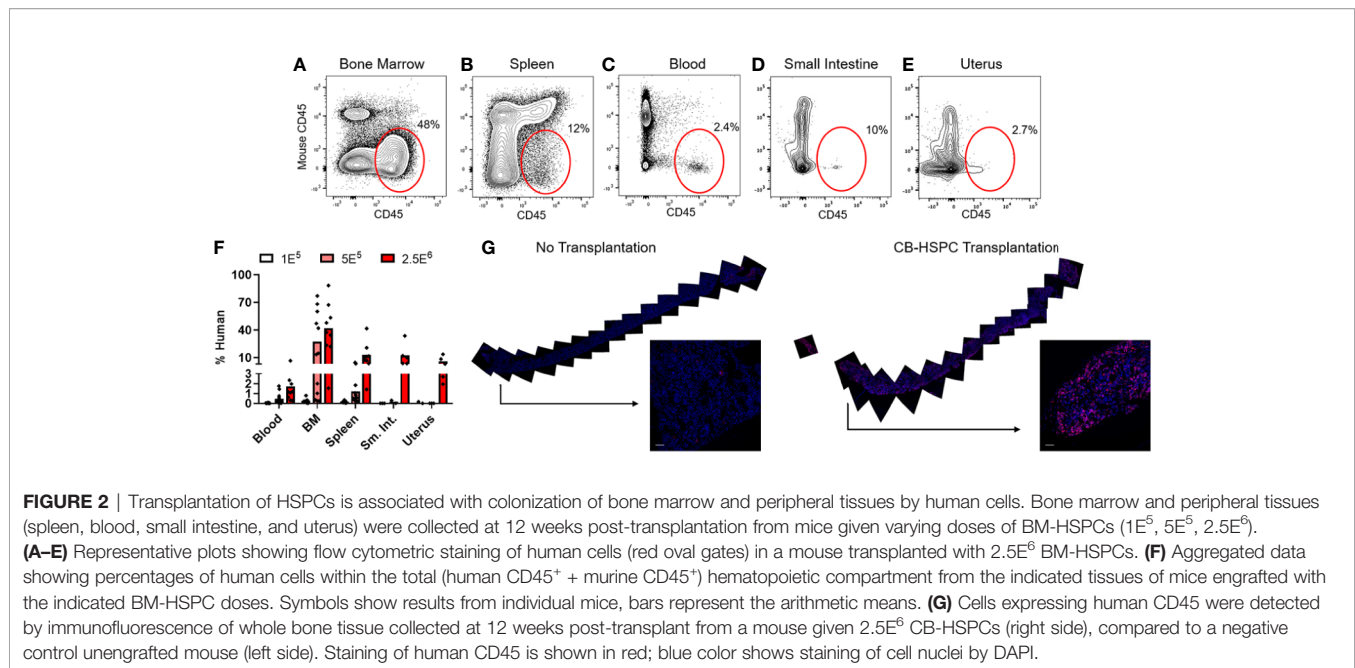 A Bone Marrow
B Spleen
C Blood
D Small Intestine
E Uterus
Mouse CD45
10⁵
10⁴
10³
0
-10³
48%
12%
2.4%
10%
2.7%
-10³ 0 10³ 10⁴ 10⁵
CD45
CD45
CD45
CD45
CD45
F
1E⁵ 5E⁵ 2.5E⁶
% Human
100
70
40
10
3
2
1
0
Blood
BM
Spleen
Sm. Int.
Uterus
G
No Transplantation
CB-HSPC Transplantation
FIGURE 2 | Transplantation of HSPCs is associated with colonization of bone marrow and peripheral tissues by human cells. Bone marrow and peripheral tissues
(spleen, blood, small intestine, and uterus) were collected at 12 weeks post-transplantation from mice given varying doses of BM-HSPCs (1E⁵, 5E⁵, 2.5E⁶).
(A–E) Representative plots showing flow cytometric staining of human cells (red oval gates) in a mouse transplanted with 2.5E⁶ BM-HSPCs. (F) Aggregated data
showing percentages of human cells within the total (human CD45⁺ + murine CD45⁺) hematopoietic compartment from the indicated tissues of mice engrafted with
the indicated BM-HSPC doses. Symbols show results from individual mice, bars represent the arithmetic means. (G) Cells expressing human CD45 were detected
by immunofluorescence of whole bone tissue collected at 12 weeks post-transplant from a mouse given 2.5E⁶ CB-HSPCs (right side), compared to a negative
control unengrafted mouse (left side). Staining of human CD45 is shown in red; blue color shows staining of cell nuclei by DAPI.